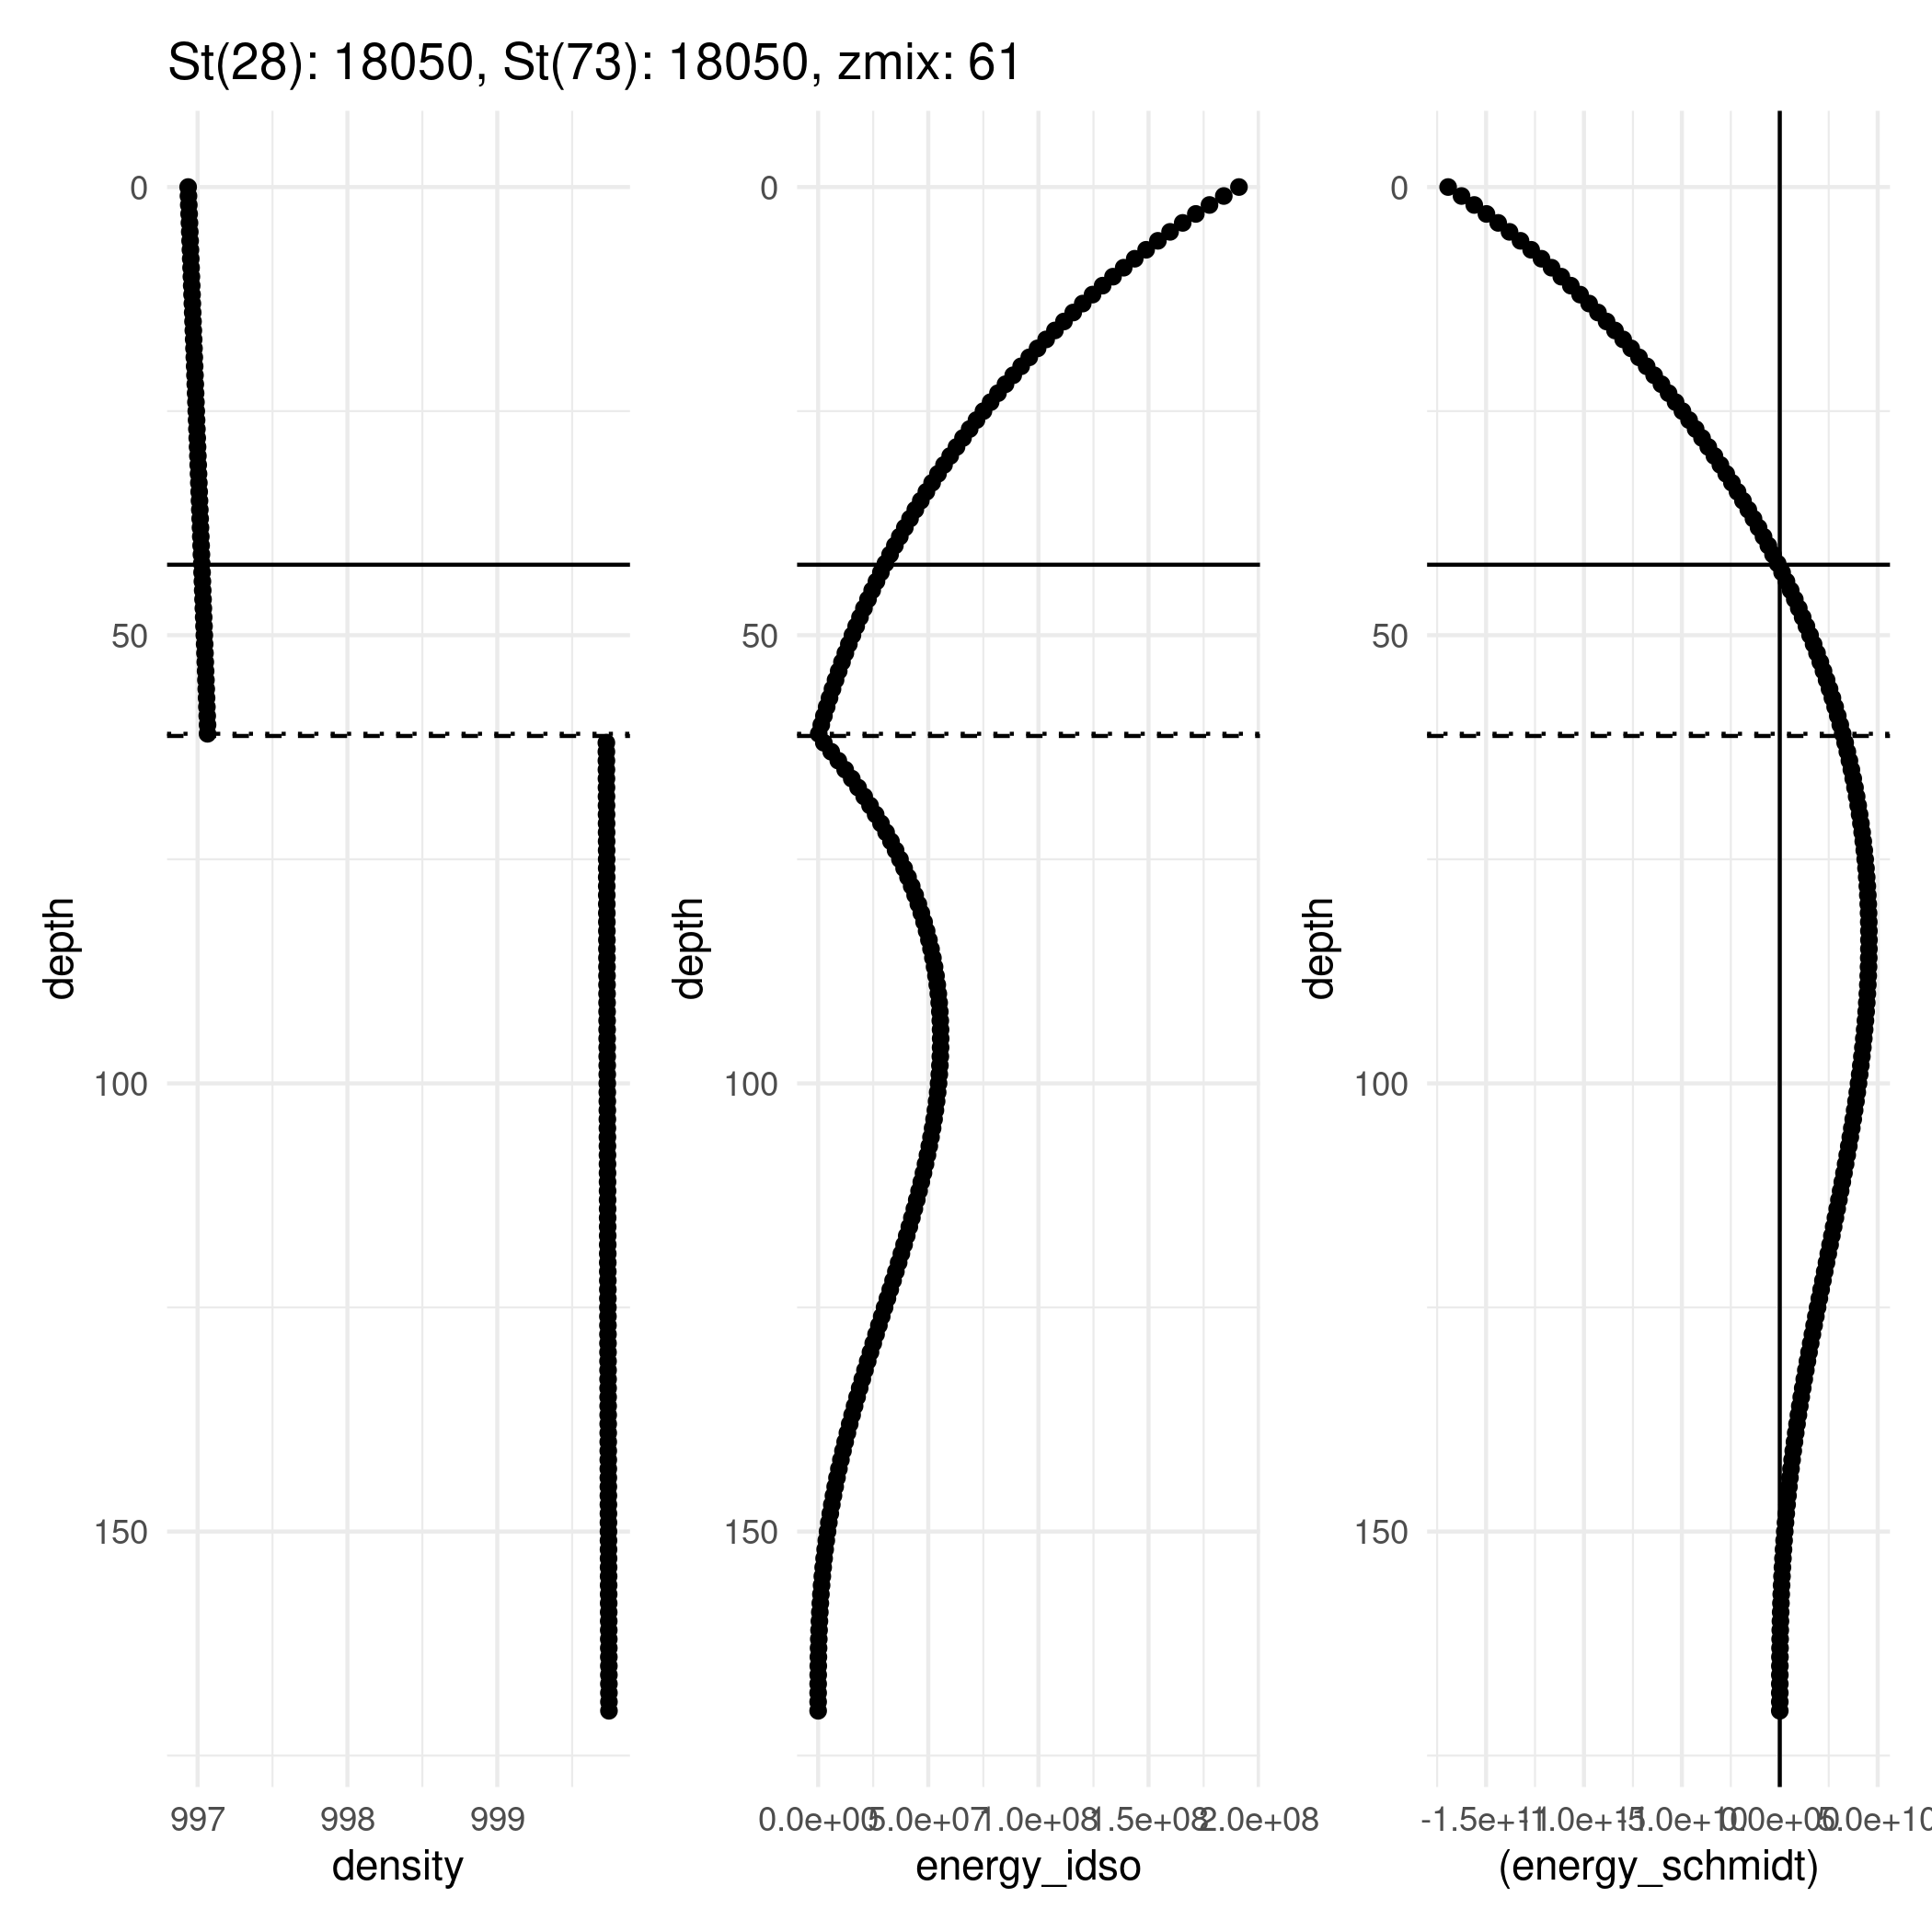 St(28): 18050, St(73): 18050, zmix: 61
0
50
100
150
depth
997
998
999
density
0
50
100
150
depth
0.0e+00
5.0e+07
1.0e+08
1.5e+08
2.0e+08
energy_idso
0
50
100
150
depth
-1.5e+11
-1.0e+11
-5.0e+10
0.0e+00
5.0e+10
(energy_schmidt)